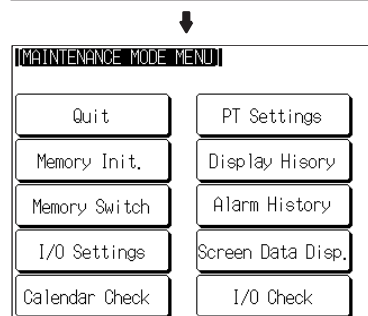 [MAINTENANCE MODE MENU]
Quit
PT Settings
Memory Init.
Display Hisory
Memory Switch
Alarm History
I/O Settings
Screen Data Disp.
Calendar Check
I/O Check